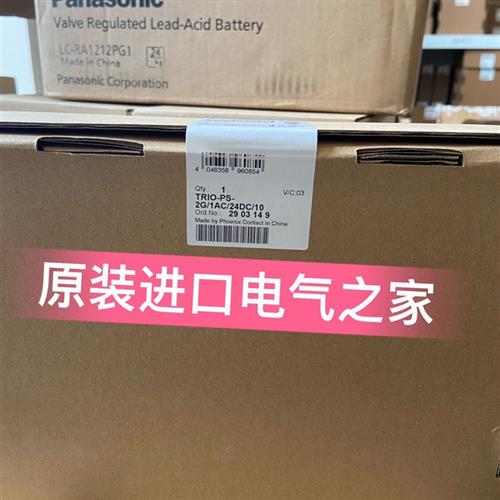 Panasonic
Valve Regulated Lead-Acid Battery
LC-RA1212PG1
24
Made in China
Panasonic Corporation
4 046356 960854
Qty. 1
V/C:03
TRIO-PS-
2G/1AC/24DC/10
Ord.No.: 29 03 14 9
Made by Phoenix Contact in China
原装进口电气之家